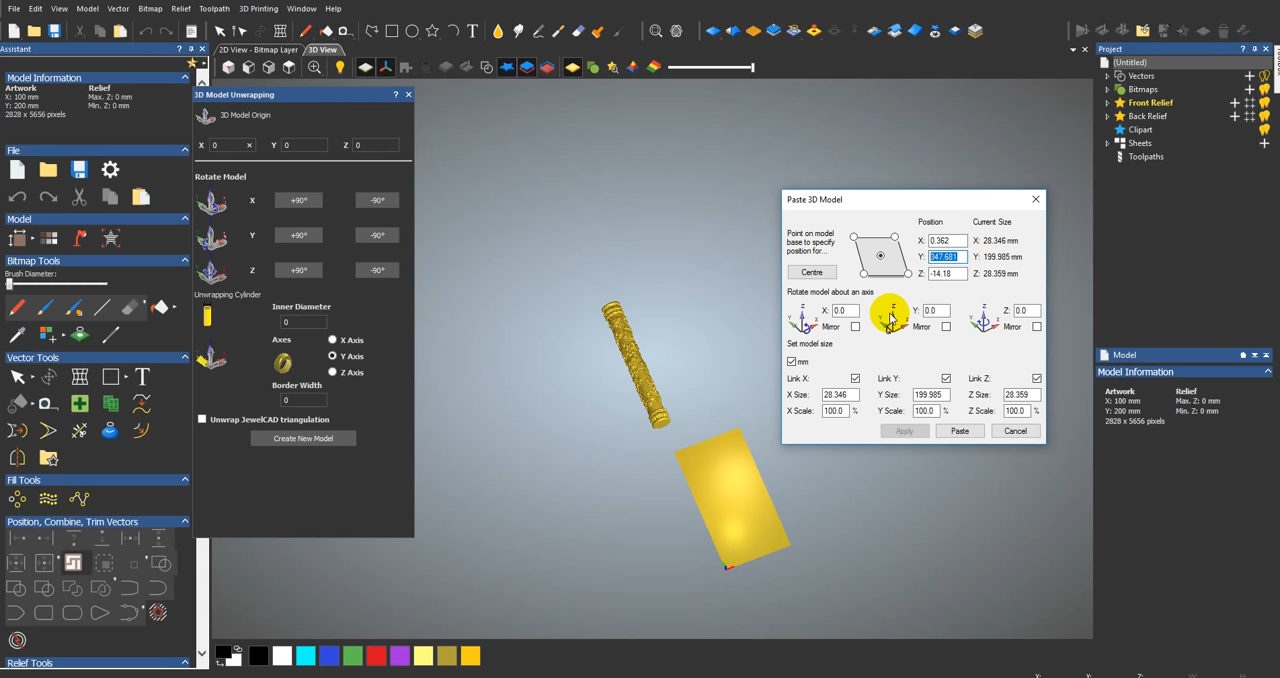 File Edit View Model Vector Bitmap Relief Toolpath 3D Printing Window Help
Assistant
Model Information
Artwork Relief
X: 100 mm Max. Z: 0 mm
Y: 200 mm Min. Z: 0 mm
2828 x 5656 pixels
File
Model
Bitmap Tools
Brush Diameter:
Vector Tools
Fill Tools
Position, Combine, Trim Vectors
Relief Tools
2D View - Bitmap Layer 3D View
3D Model Unwrapping
3D Model Origin
X 0 Y 0 Z 0
Rotate Model
X +90° -90°
Y +90° -90°
Z +90° -90°
Unwrapping Cylinder
Inner Diameter
0
Axes
X Axis
Y Axis
Z Axis
Border Width
0
Unwrap JewelCAD triangulation
Create New Model
Paste 3D Model
Position Current Size
Point on model base to specify position for...
X: 0.362 X: 28.346 mm
Y: 347.681 Y: 199.985 mm
Z: -14.18 Z: 28.359 mm
Centre
Rotate model about an axis
X: 0.0 Y: 0.0 Z: 0.0
Mirror Mirror Mirror
Set model size
mm
Link X: Link Y: Link Z:
X Size: 28.346 Y Size: 199.985 Z Size: 28.359
X Scale: 100.0 % Y Scale: 100.0 % Z Scale: 100.0 %
Apply Paste Cancel
Project
(Untitled)
Vectors
Bitmaps
Front Relief
Back Relief
Clipart
Sheets
Toolpaths
Model
Model Information
Artwork Relief
X: 100 mm Max. Z: 0 mm
Y: 200 mm Min. Z: 0 mm
2828 x 5656 pixels